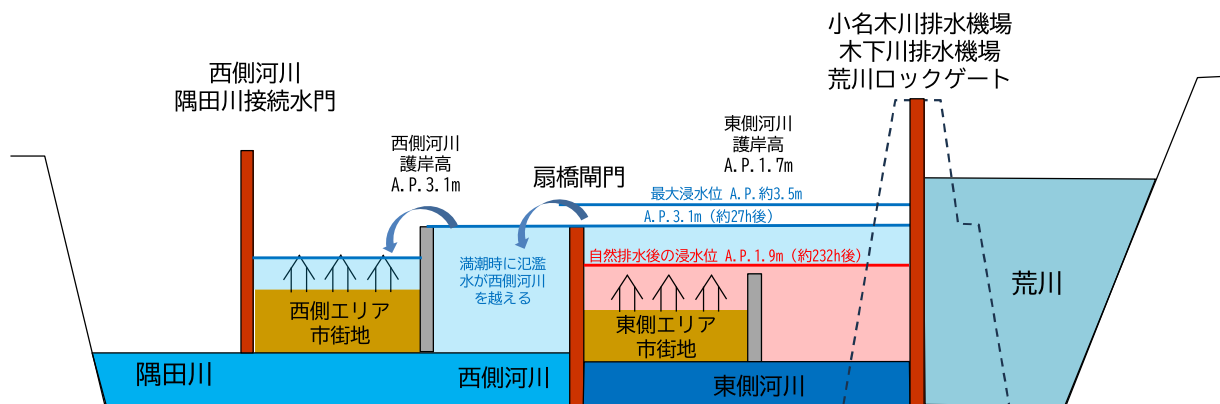 小名木川排水機場
木下川排水機場
荒川ロックゲート
西側河川
隅田川接続水門
東側河川
護岸高
A.P.1.7m
西側河川
護岸高
A.P.3.1m
扇橋閘門
最大浸水位 A.P.約3.5m
A.P.3.1m（約27h後）
自然排水後の浸水位 A.P.1.9m（約232h後）
満潮時に氾濫
水が西側河川
を越える
荒川
西側エリア
市街地
東側エリア
市街地
隅田川
西側河川
東側河川